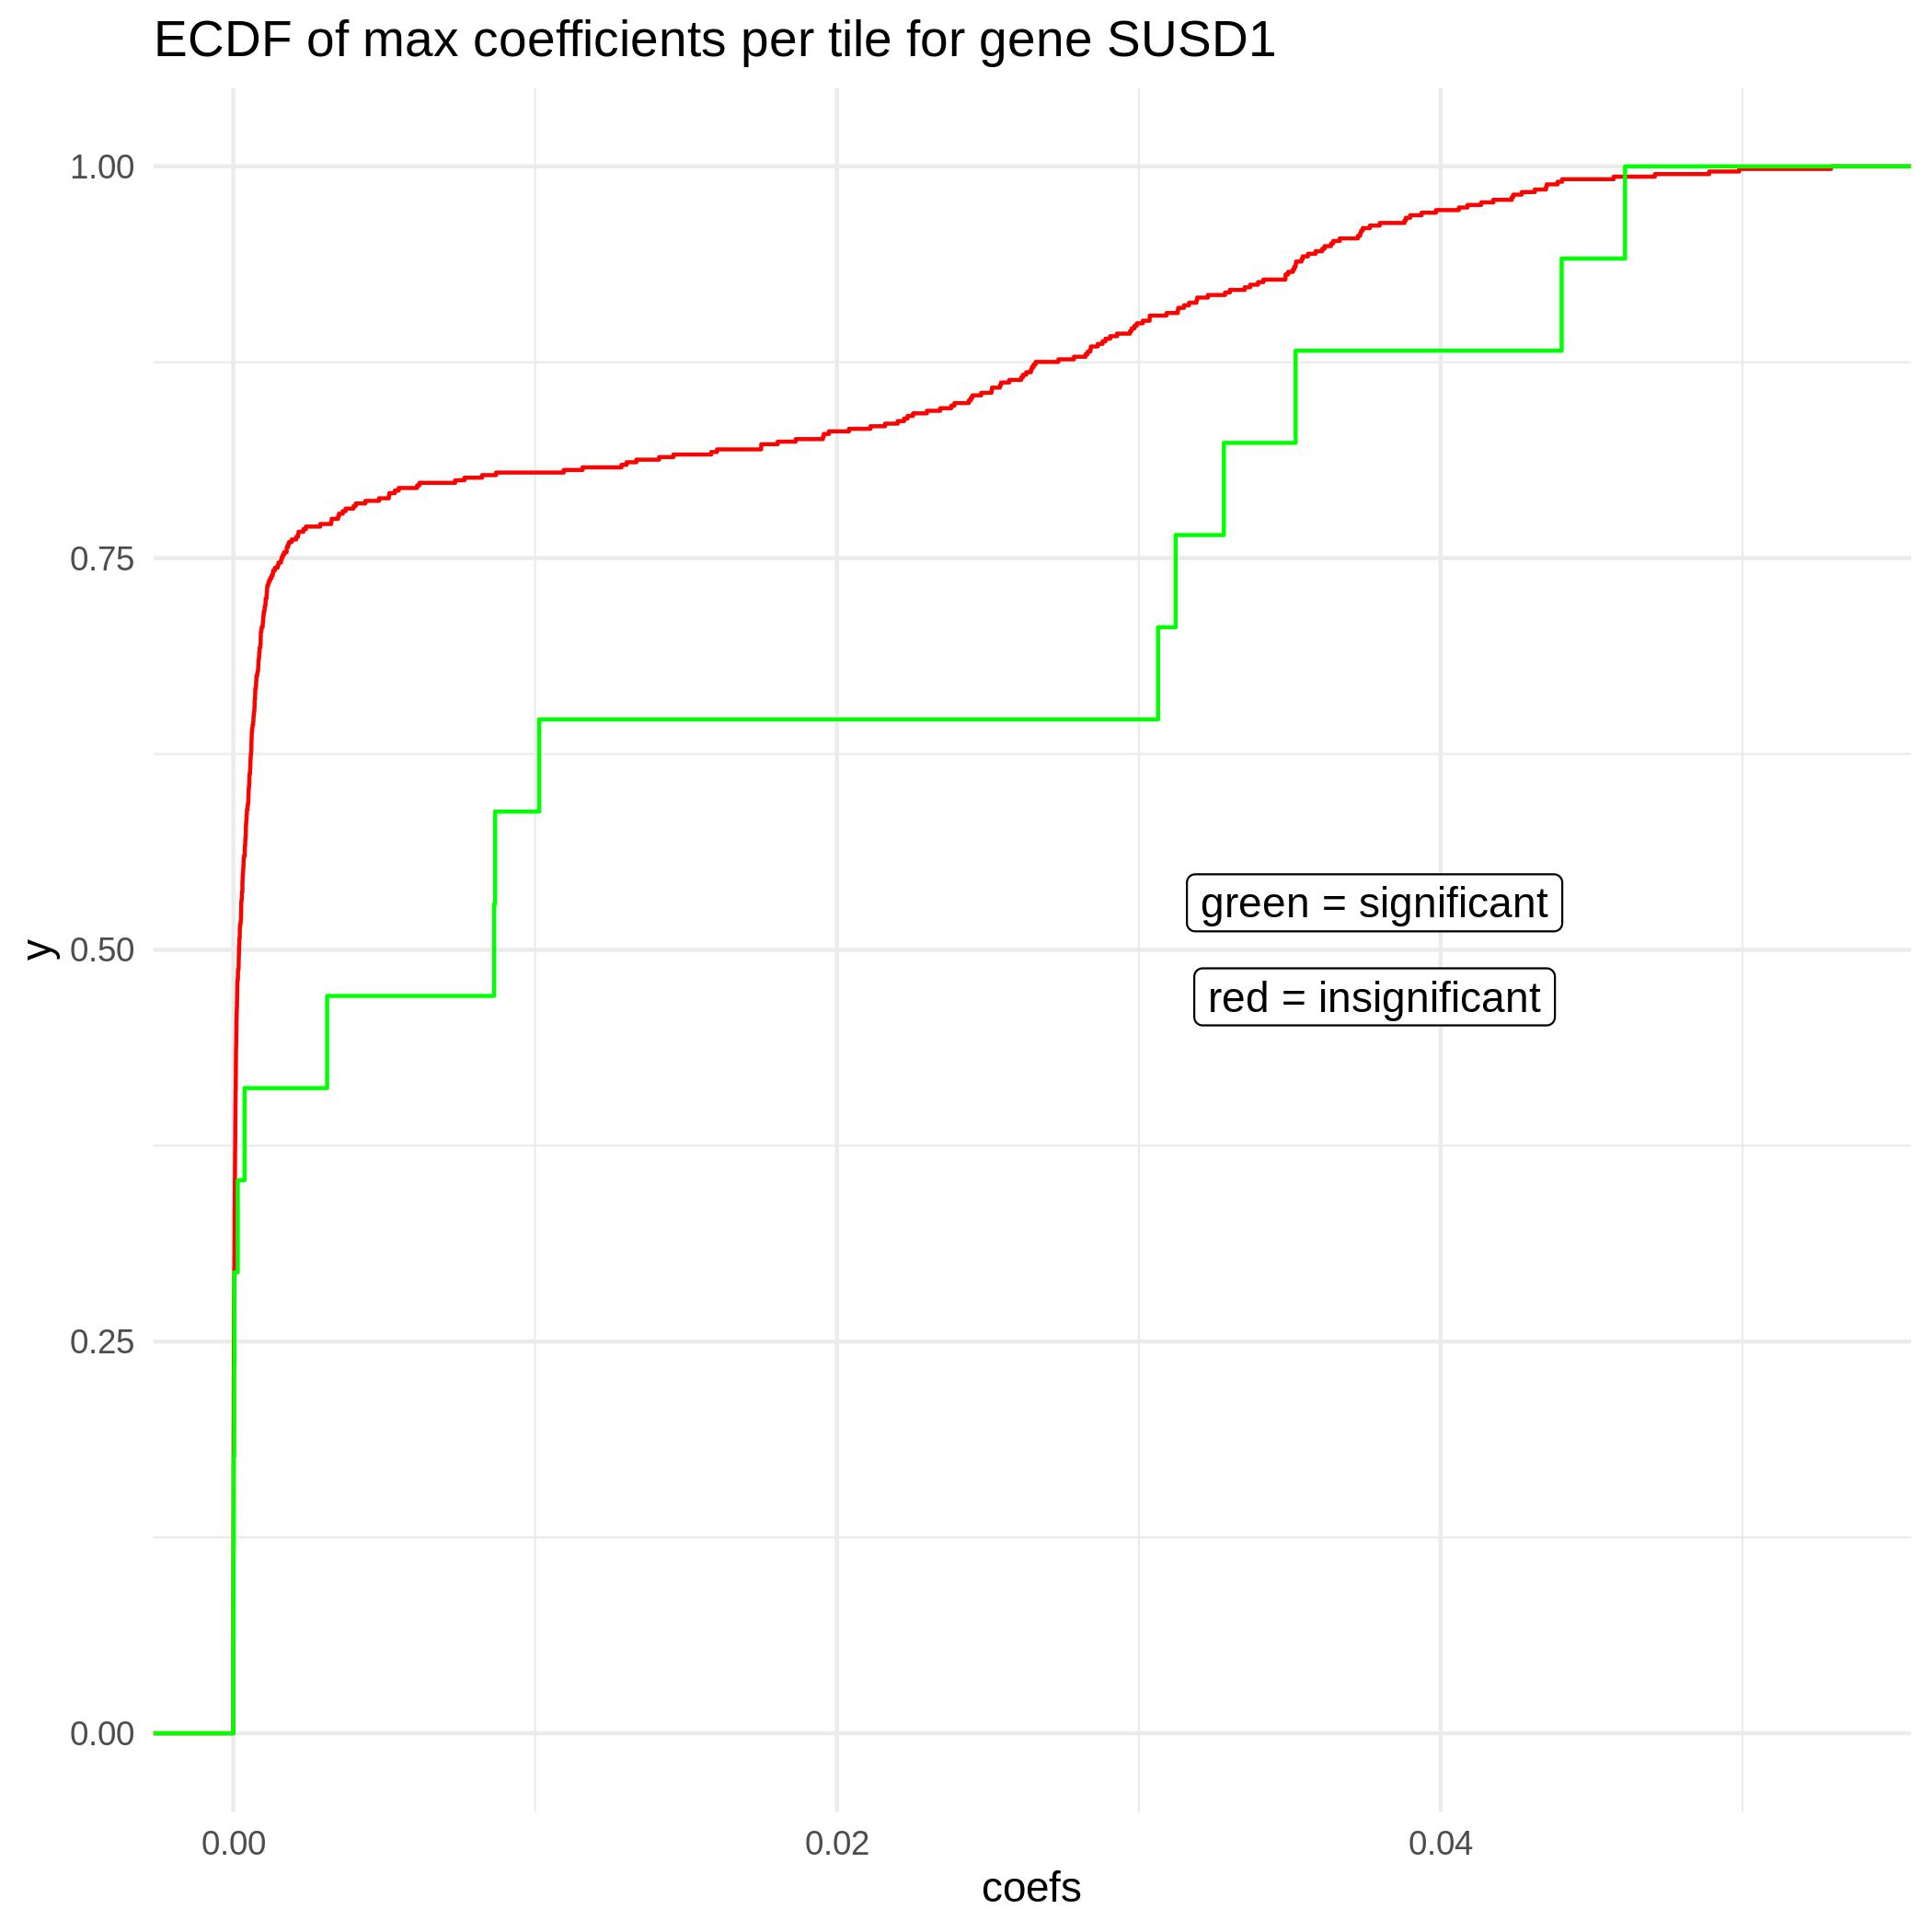 ECDF of max coefficients per tile for gene SUSD1
1.00
0.75
0.50
0.25
0.00
y
green = significant
red = insignificant
0.00 0.02 0.04
coefs